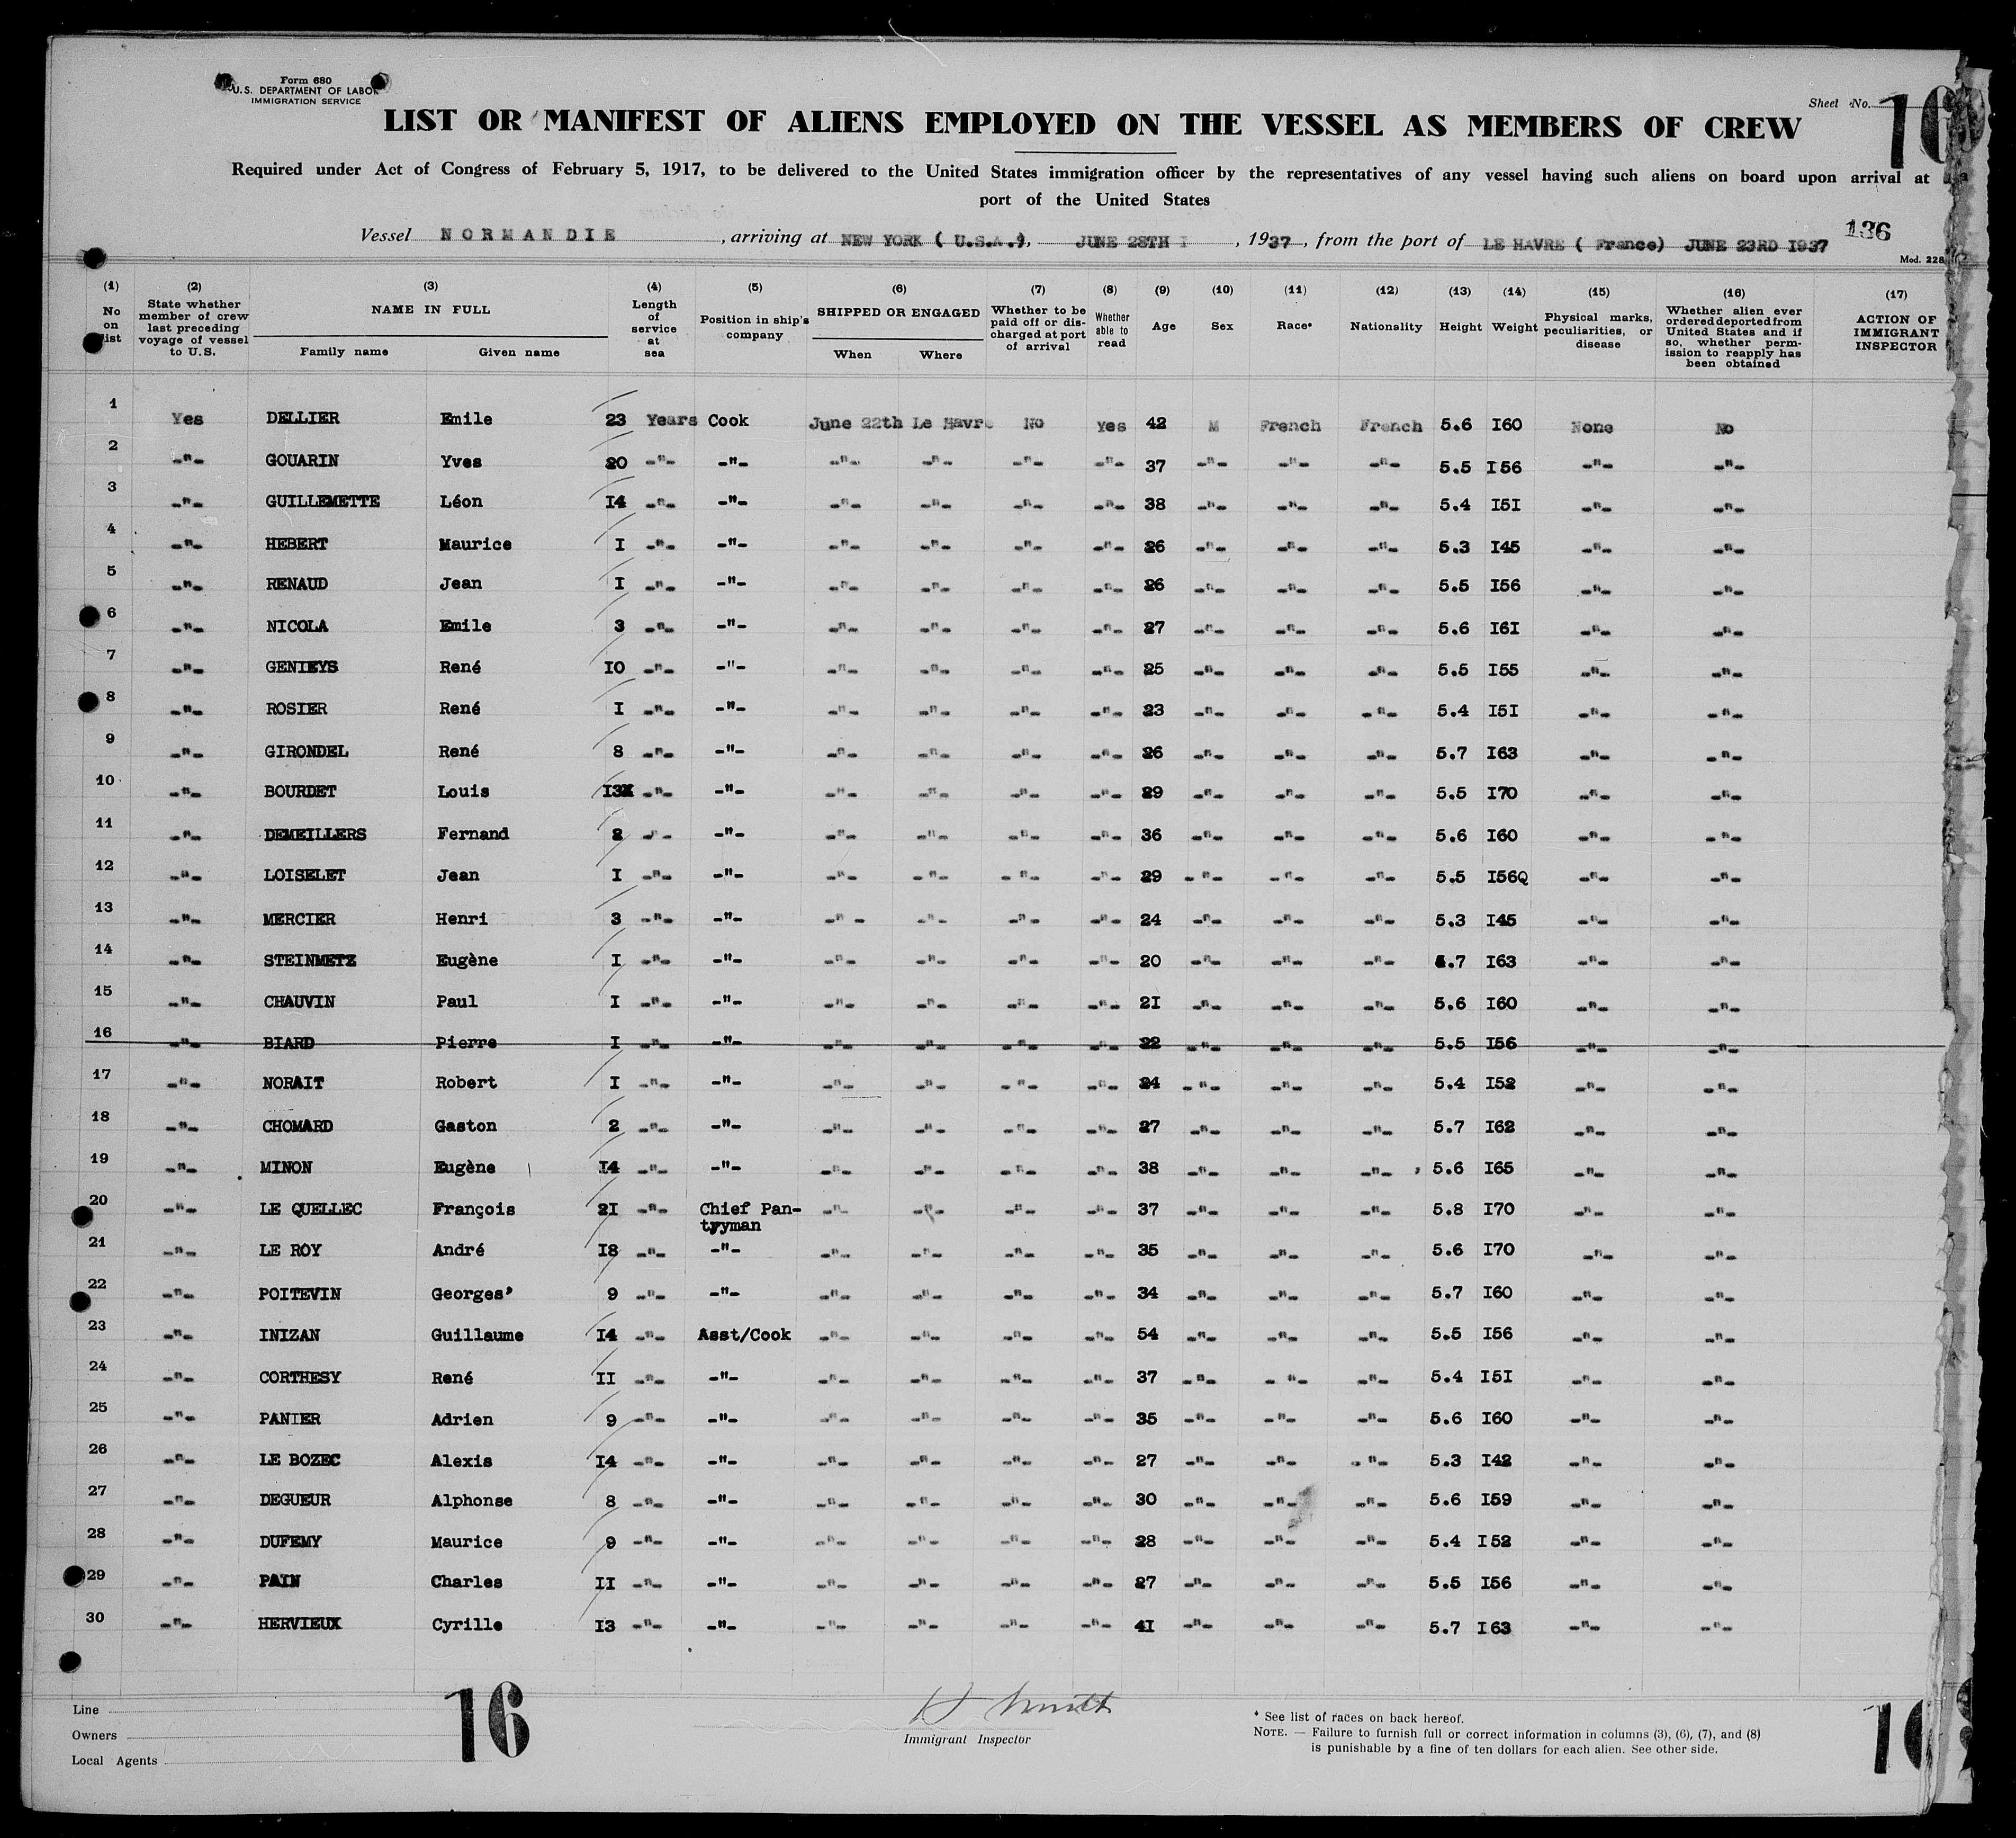 Form 680
U.S. DEPARTMENT OF LABOR
IMMIGRATION SERVICE
Sheet No. 16
LIST OR MANIFEST OF ALIENS EMPLOYED ON THE VESSEL AS MEMBERS OF CREW
Required under Act of Congress of February 5, 1917, to be delivered to the United States immigration officer by the representatives of any vessel having such aliens on board upon arrival at a
port of the United States
136
Vessel NORMANDIE, arriving at NEW YORK ( U.S.A.), JUNE 28TH I, 1937, from the port of LE HAVRE ( France) JUNE 23RD I937
Mod. 228
(1) No on list (2) State whether member of crew last preceding voyage of vessel to U.S. (3) NAME IN FULL Family name Given name (4) Length of service at sea (5) Position in ship's company (6) SHIPPED OR ENGAGED When Where (7) Whether to be paid off or discharged at port of arrival (8) Whether able to read (9) Age (10) Sex (11) Race* (12) Nationality (13) Height (14) Weight (15) Physical marks, peculiarities, or disease (16) Whether alien ever ordered deported from United States and if so, whether permission to reapply has been obtained (17) ACTION OF IMMIGRANT INSPECTOR
1 Yes DELLIER Emile 23 Years Cook June 22th Le Havre No Yes 42 M French French 5.6 I60 None No
2 -"- GOUARIN Yves 20 -"- -"- -"- -"- -"- -"- 37 -"- -"- -"- 5.5 I56 -"- -"-
3 -"- GUILLEMETTE Léon I4 -"- -"- -"- -"- -"- -"- 38 -"- -"- -"- 5.4 I5I -"- -"-
4 -"- HEBERT Maurice I -"- -"- -"- -"- -"- -"- 26 -"- -"- -"- 5.3 I45 -"- -"-
5 -"- RENAUD Jean I -"- -"- -"- -"- -"- -"- 26 -"- -"- -"- 5.5 I56 -"- -"-
6 -"- NICOLA Emile 3 -"- -"- -"- -"- -"- -"- 27 -"- -"- -"- 5.6 I6I -"- -"-
7 -"- GENIEYS René I0 -"- -"- -"- -"- -"- -"- 25 -"- -"- -"- 5.5 I55 -"- -"-
8 -"- ROSIER René I -"- -"- -"- -"- -"- -"- 23 -"- -"- -"- 5.4 I5I -"- -"-
9 -"- GIRONDEL René 8 -"- -"- -"- -"- -"- -"- 26 -"- -"- -"- 5.7 I63 -"- -"-
10 -"- BOURDET Louis I3 -"- -"- -"- -"- -"- -"- 29 -"- -"- -"- 5.5 I70 -"- -"-
11 -"- DEMEILLERS Fernand 2 -"- -"- -"- -"- -"- -"- 36 -"- -"- -"- 5.6 I60 -"- -"-
12 -"- LOISELET Jean I -"- -"- -"- -"- -"- -"- 29 -"- -"- -"- 5.5 I56Q -"- -"-
13 -"- MERCIER Henri 3 -"- -"- -"- -"- -"- -"- 24 -"- -"- -"- 5.3 I45 -"- -"-
14 -"- STEINMETZ Eugène I -"- -"- -"- -"- -"- -"- 20 -"- -"- -"- .7 I63 -"- -"-
15 -"- CHAUVIN Paul I -"- -"- -"- -"- -"- -"- 2I -"- -"- -"- 5.6 I60 -"- -"-
16 -"- BIARD Pierre I -"- -"- -"- -"- -"- -"- 22 -"- -"- -"- 5.5 I56 -"- -"-
17 -"- NORAIT Robert I -"- -"- -"- -"- -"- -"- 24 -"- -"- -"- 5.4 I52 -"- -"-
18 -"- CHOMARD Gaston 2 -"- -"- -"- -"- -"- -"- 27 -"- -"- -"- 5.7 I62 -"- -"-
19 -"- MINON Eugène I4 -"- -"- -"- -"- -"- -"- 38 -"- -"- -"- 5.6 I65 -"- -"-
20 -"- LE QUELLEC François 2I -"- Chief Pan-
tryman -"- -"- -"- -"- 37 -"- -"- -"- 5.8 I70 -"- -"-
21 -"- LE ROY André I8 -"- -"- -"- -"- -"- -"- 35 -"- -"- -"- 5.6 I70 -"- -"-
22 -"- POITEVIN Georges' 9 -"- -"- -"- -"- -"- -"- 34 -"- -"- -"- 5.7 I60 -"- -"-
23 -"- INIZAN Guillaume I4 -"- Asst/Cook -"- -"- -"- -"- 54 -"- -"- -"- 5.5 I56 -"- -"-
24 -"- CORTHESY René II -"- -"- -"- -"- -"- -"- 37 -"- -"- -"- 5.4 I5I -"- -"-
25 -"- PANIER Adrien 9 -"- -"- -"- -"- -"- -"- 35 -"- -"- -"- 5.6 I60 -"- -"-
26 -"- LE BOZEC Alexis I4 -"- -"- -"- -"- -"- -"- 27 -"- -"- -"- 5.3 I42 -"- -"-
27 -"- DEGUEUR Alphonse 8 -"- -"- -"- -"- -"- -"- 30 -"- -"- -"- 5.6 I59 -"- -"-
28 -"- DUFEMY Maurice 9 -"- -"- -"- -"- -"- -"- 28 -"- -"- -"- 5.4 I52 -"- -"-
29 -"- PAIN Charles II -"- -"- -"- -"- -"- -"- 27 -"- -"- -"- 5.5 I56 -"- -"-
30 -"- HERVIEUX Cyrille I3 -"- -"- -"- -"- -"- -"- 4I -"- -"- -"- 5.7 I63 -"- -"-
Line
Owners
Local Agents
16
H Smith
Immigrant Inspector
* See list of races on back hereof.
NOTE. — Failure to furnish full or correct information in columns (3), (6), (7), and (8)
is punishable by a fine of ten dollars for each alien. See other side.
16